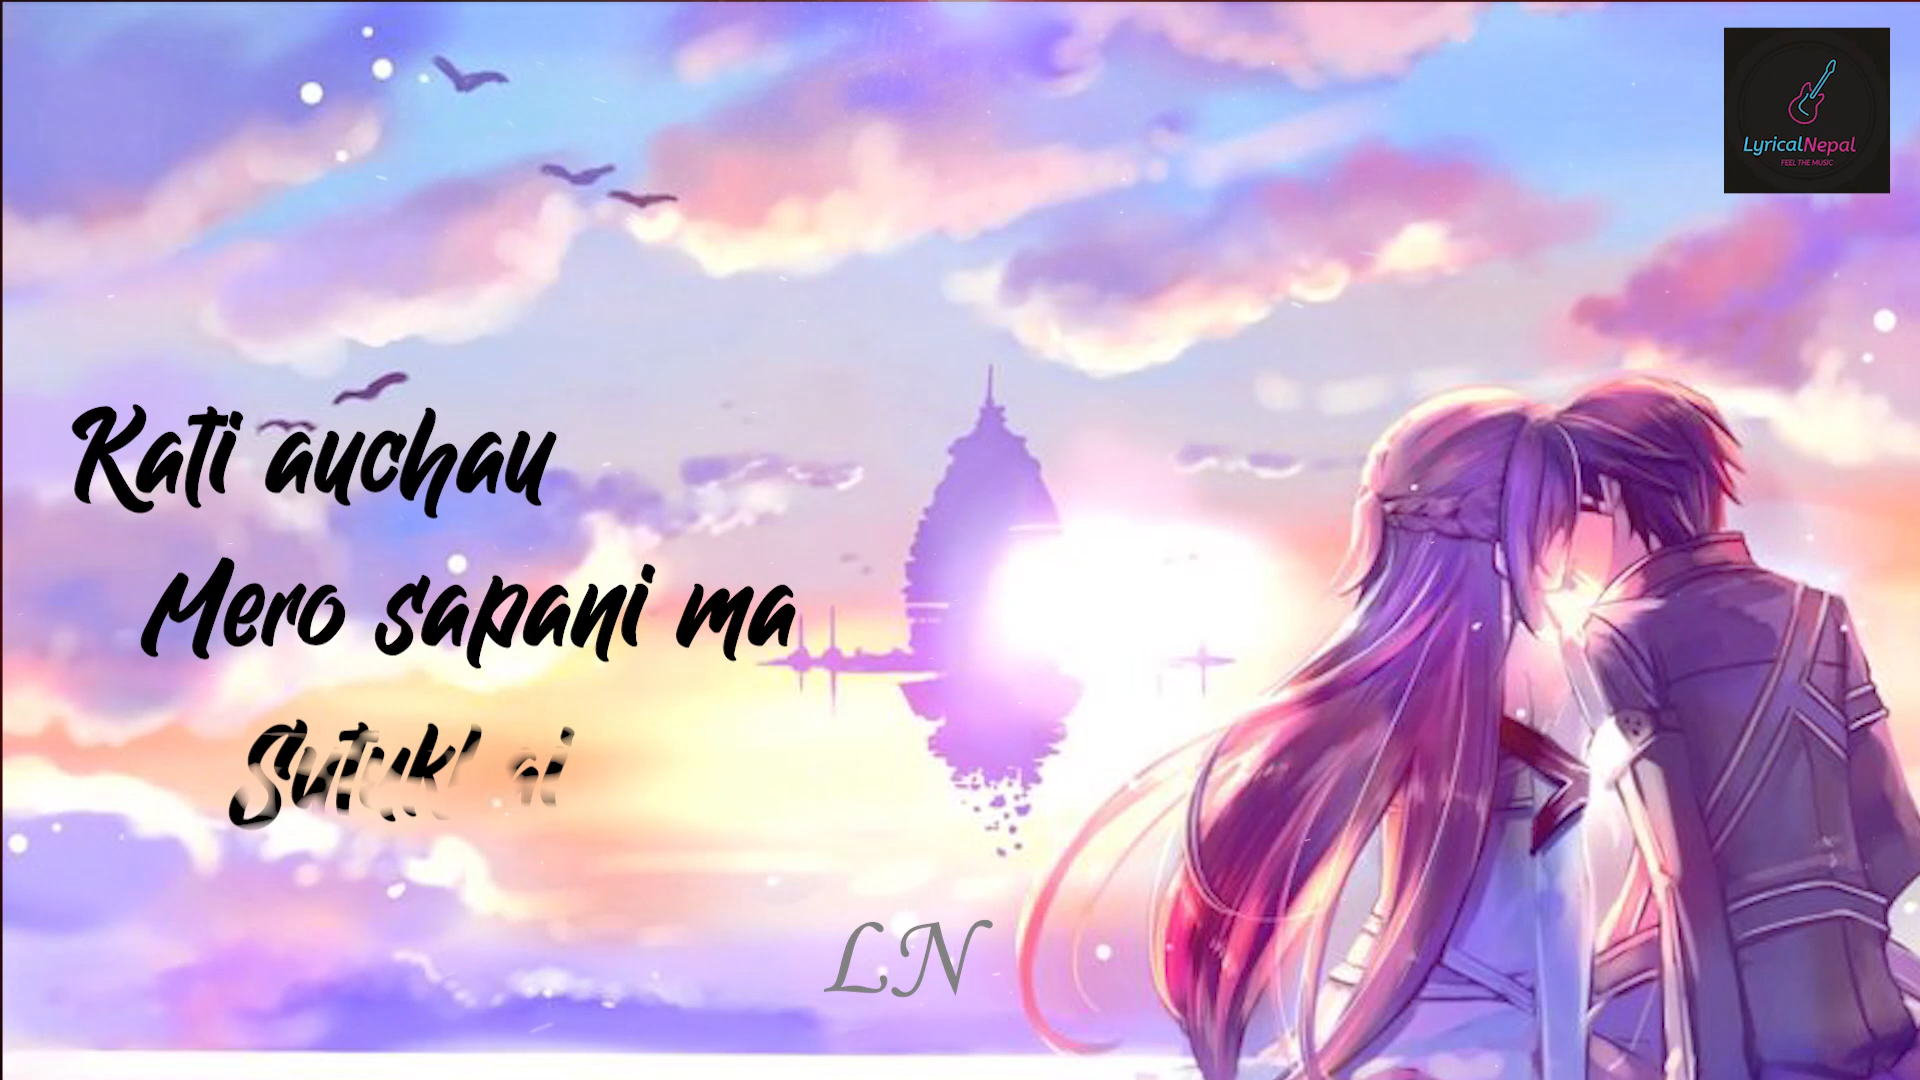 LyricalNepal
FEEL THE MUSIC
Kati auchau
Mero sapani ma
LN